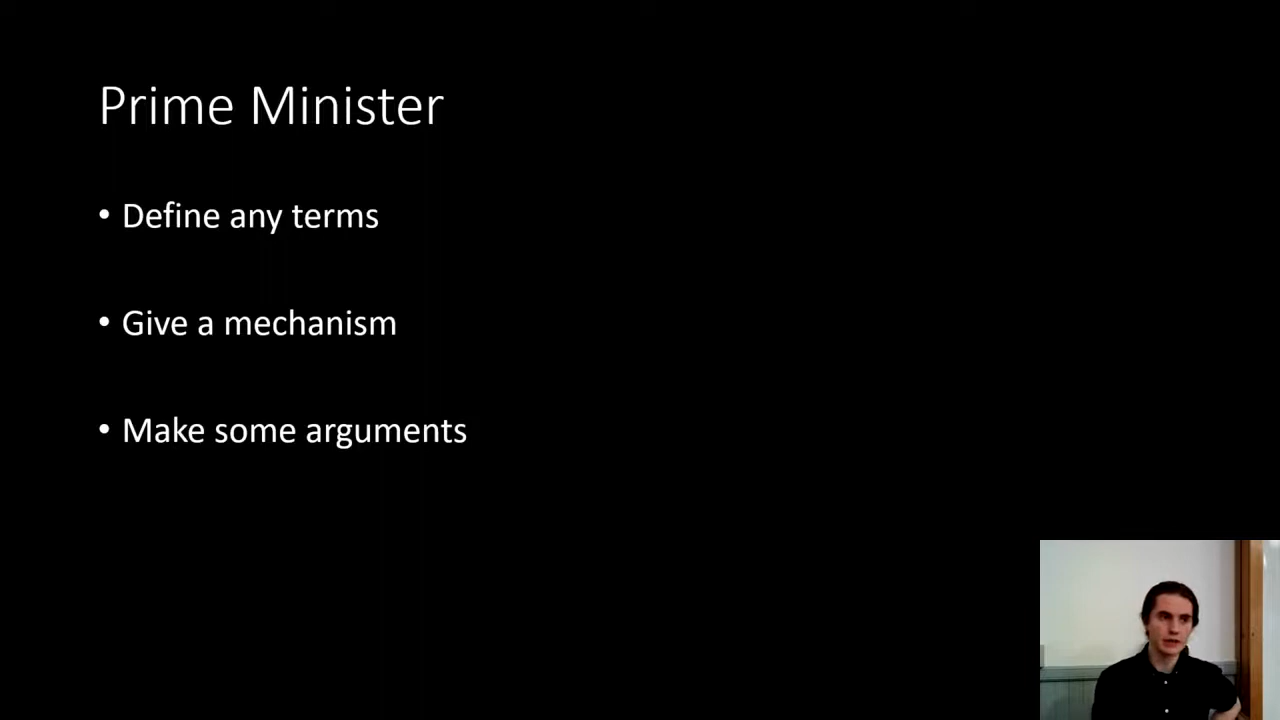 Prime Minister
• Define any terms
• Give a mechanism
• Make some arguments